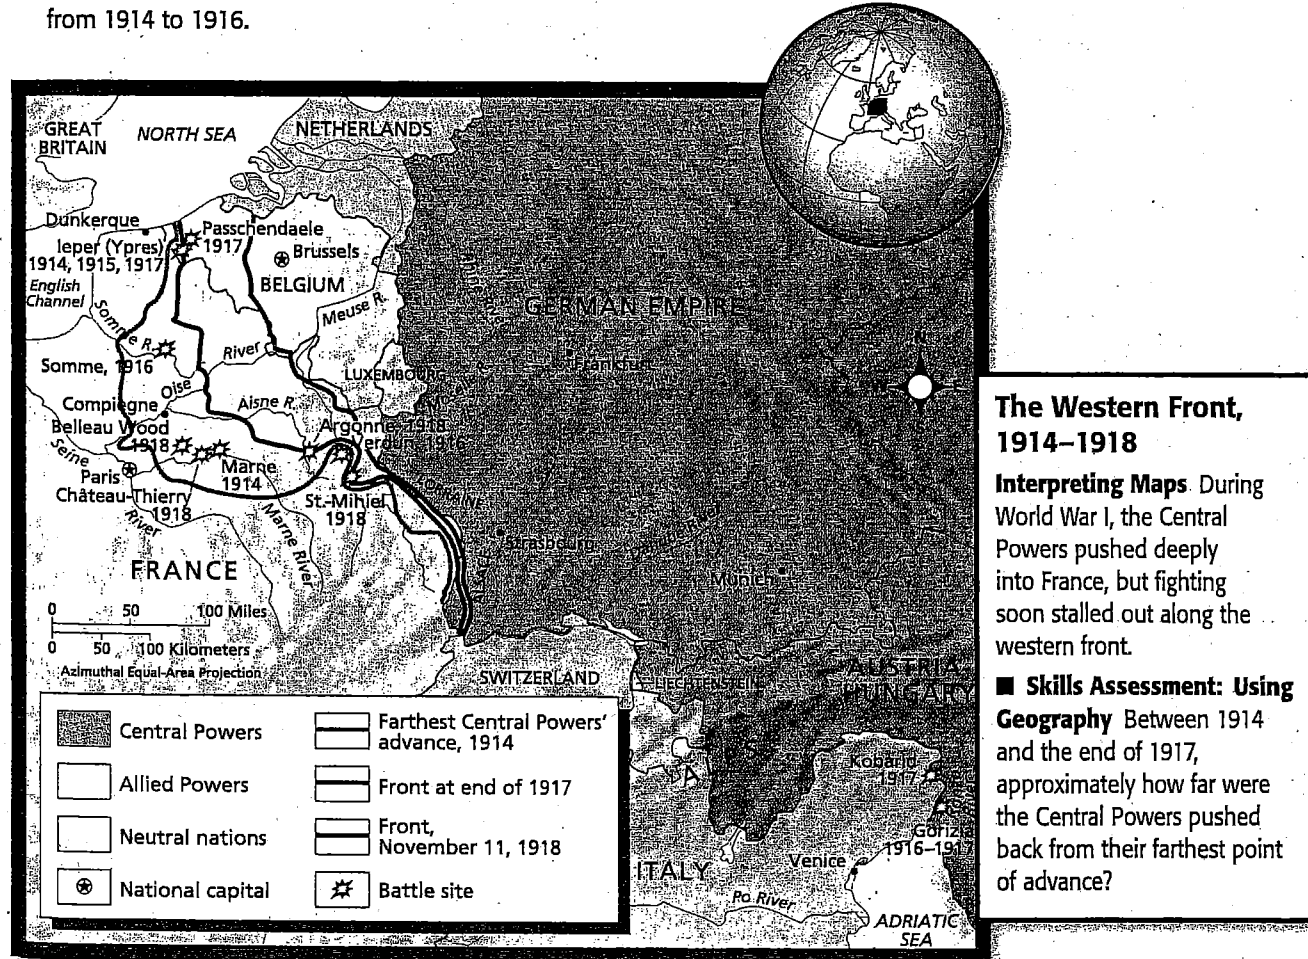 from 1914 to 1916.
GREAT
BRITAIN
NORTH SEA
NETHERLANDS
Dunkerque
Passchendaele
1917
Ieper (Ypres)
1914, 1915, 1917
Brussels
BELGIUM
English
Channel
Somme R.
Meuse R.
GERMAN EMPIRE
River
Somme, 1916
Frankfurt
LUXEMBOURG
Oise
Aisne R.
Compiegne
Argonne, 1918
Belleau Wood
1918
Verdun, 1916
Seine
Paris
Marne
1914
LORRAINE
Château-Thierry
1918
St.-Mihiel
1918
River
Marne River
Strasbourg
Danube River
FRANCE
Munich
0 50 100 Miles
0 50 100 Kilometers
Azimuthal Equal-Area Projection
SWITZERLAND
LIECHTENSTEIN
AUSTRIA-
HUNGARY
Kobarid
1917
Gorizia
1916–1917
Venice
ITALY
Po River
ADRIATIC
SEA
N
W
E
S
Central Powers
Allied Powers
Neutral nations
National capital
Farthest Central Powers'
advance, 1914
Front at end of 1917
Front,
November 11, 1918
Battle site
The Western Front,
1914–1918
Interpreting Maps During
World War I, the Central
Powers pushed deeply
into France, but fighting
soon stalled out along the
western front.
■ Skills Assessment: Using
Geography Between 1914
and the end of 1917,
approximately how far were
the Central Powers pushed
back from their farthest point
of advance?